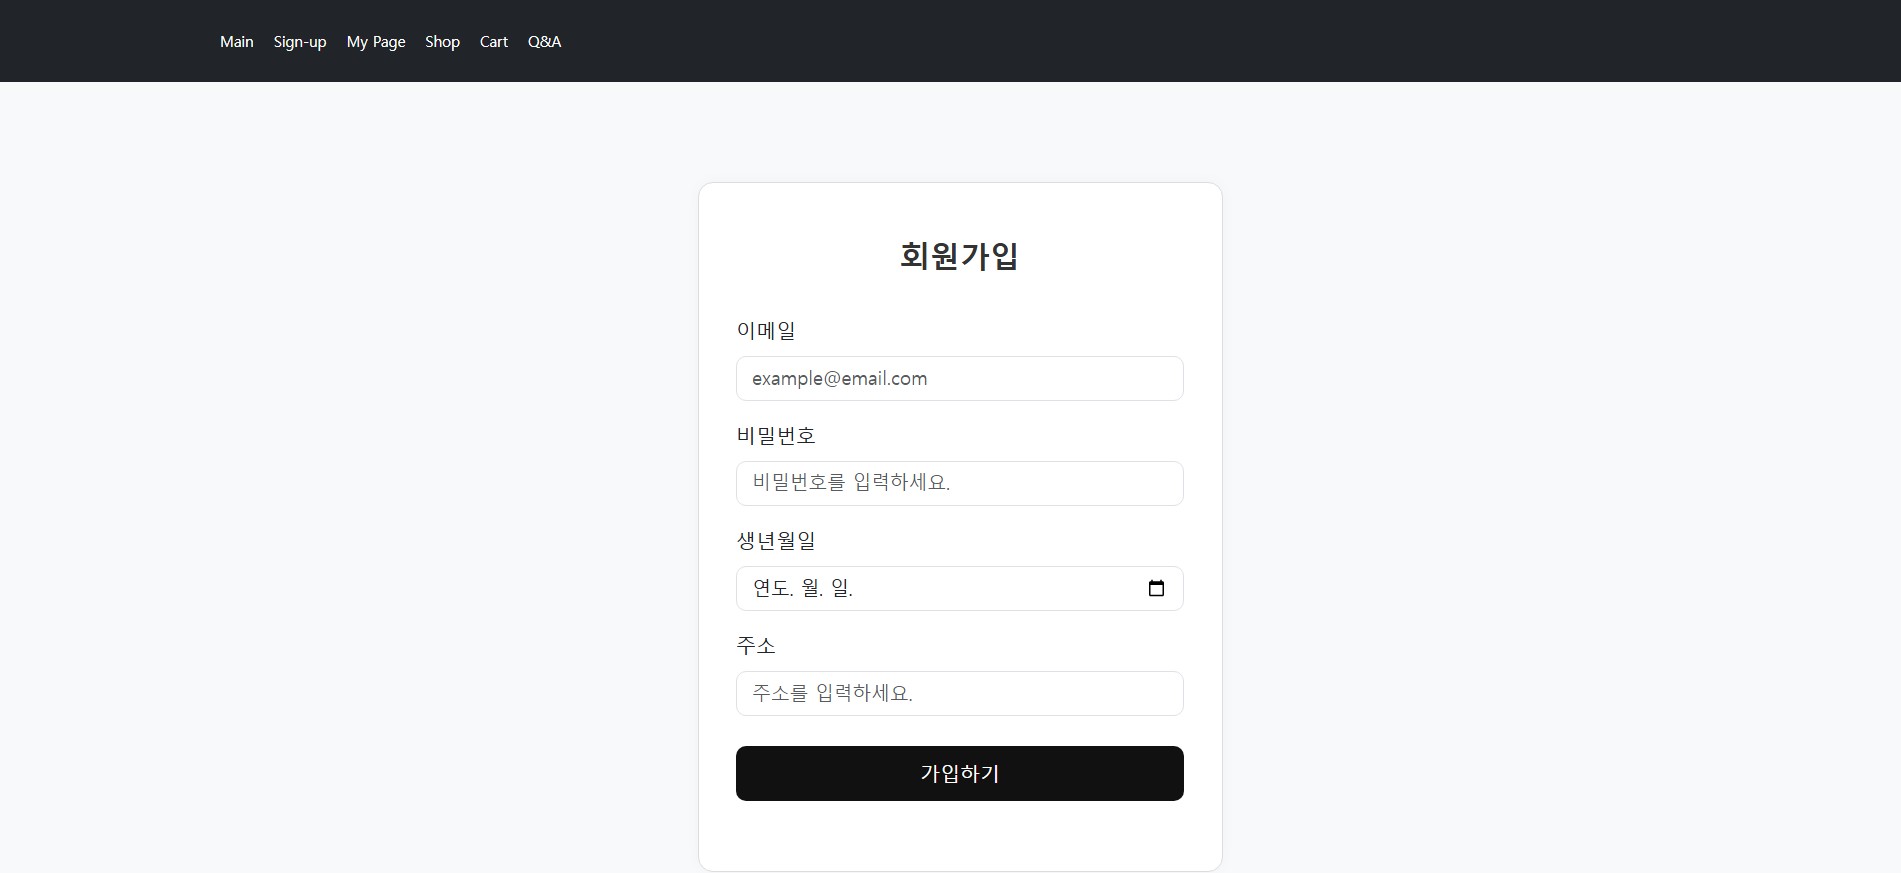 Main Sign-up My Page Shop Cart Q&A
회원가입
이메일
example@email.com
비밀번호
비밀번호를 입력하세요.
생년월일
연도. 월. 일.
주소
주소를 입력하세요.
가입하기